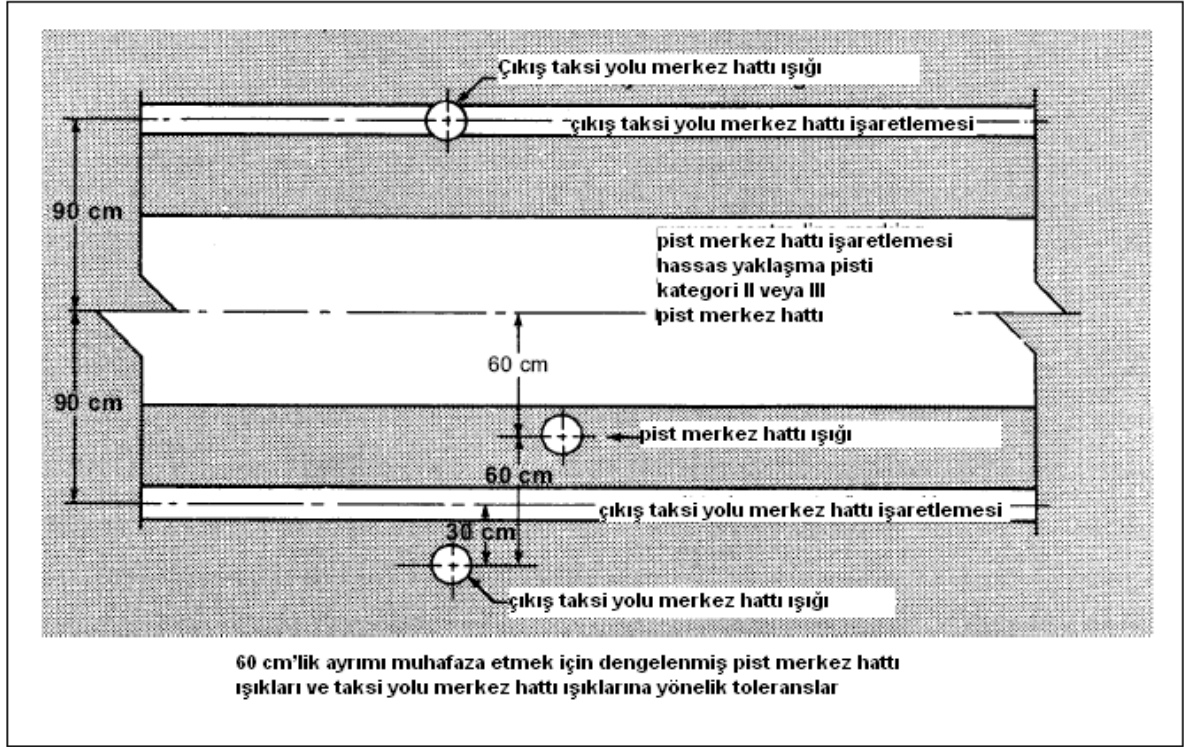 Çıkış taksi yolu merkez hattı ışığı
çıkış taksi yolu merkez hattı işaretlemesi
90 cm
pist merkez hattı işaretlemesi
hassas yaklaşma pisti
kategori II veya III
pist merkez hattı
60 cm
90 cm
pist merkez hattı ışığı
60 cm
çıkış taksi yolu merkez hattı işaretlemesi
30 cm
çıkış taksi yolu merkez hattı ışığı
60 cm'lik ayrımı muhafaza etmek için dengelenmiş pist merkez hattı
ışıkları ve taksi yolu merkez hattı ışıklarına yönelik toleranslar